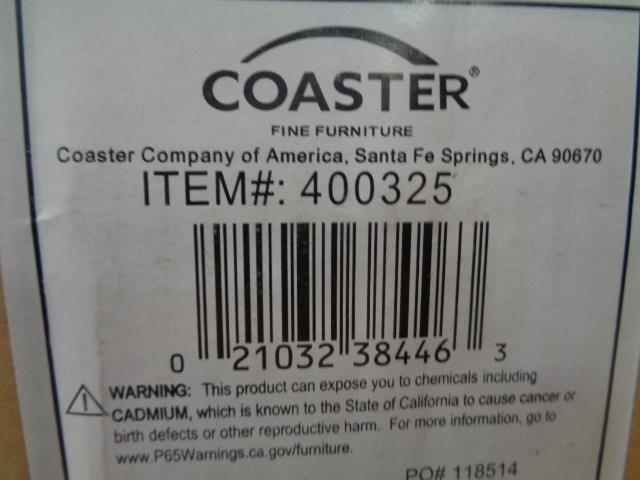 COASTER®
FINE FURNITURE
Coaster Company of America, Santa Fe Springs, CA 90670
ITEM#: 400325
0 21032 38446 3
WARNING: This product can expose you to chemicals including
CADMIUM, which is known to the State of California to cause cancer or
birth defects or other reproductive harm. For more information, go to
www.P65Warnings.ca.gov/furniture.
PO# 118514